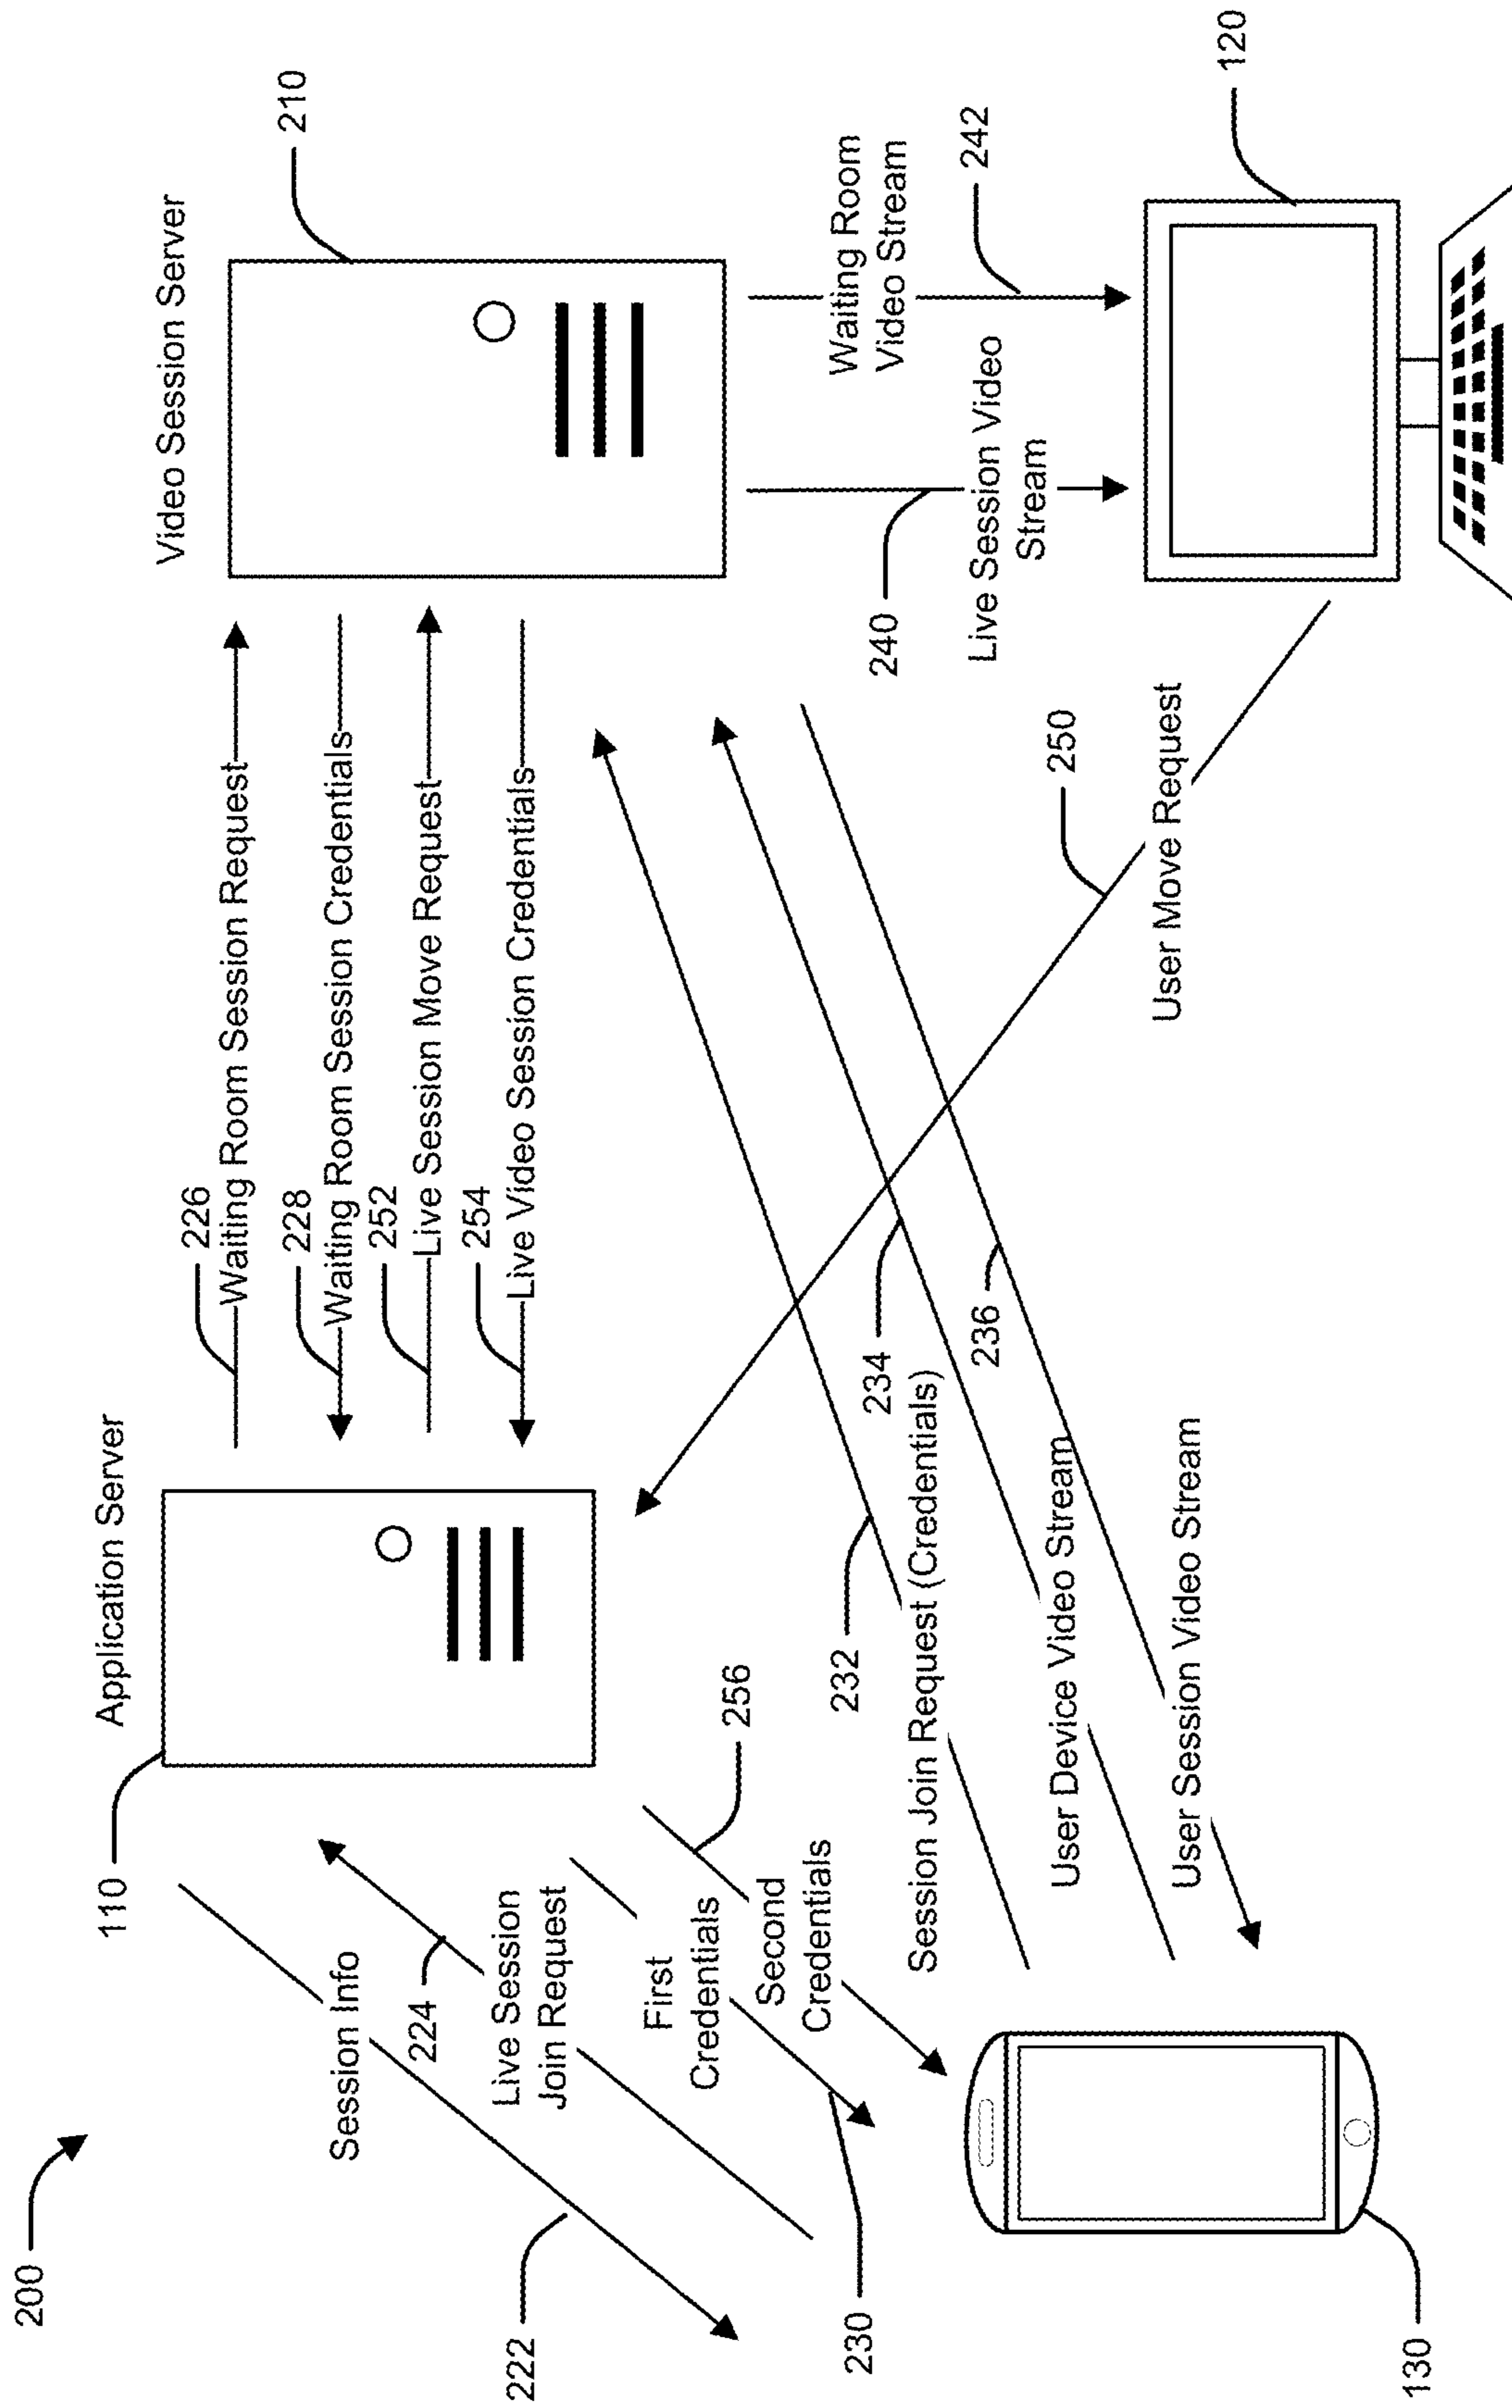 200
Application Server
110
Video Session Server
210
226
Waiting Room Session Request
228
Waiting Room Session Credentials
252
Live Session Move Request
254
Live Video Session Credentials
Session Info
222
224
Live Session
Join Request
First
Credentials
230
256
Second
Credentials
232
Session Join Request (Credentials)
234
User Device Video Stream
236
User Session Video Stream
250
User Move Request
240
Live Session Video
Stream
Waiting Room
Video Stream
242
130
120